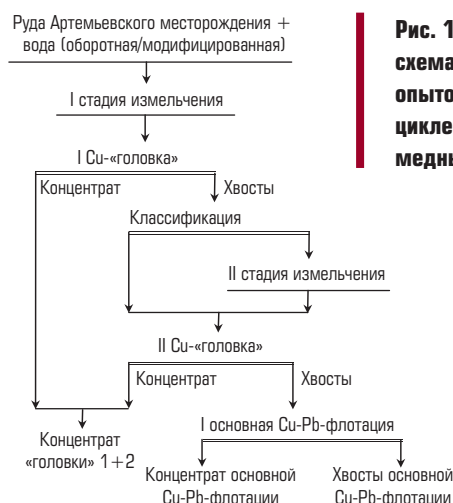 Руда Артемьевского месторождения +
вода (оборотная/модифицированная)
I стадия измельчения
I Cu-«головка»
Концентрат
Хвосты
Классификация
II стадия измельчения
II Cu-«головка»
Концентрат
Хвосты
I основная Cu-Pb-флотация
Концентрат
«головки» 1+2
Концентрат основной
Cu-Pb-флотации
Хвосты основной
Cu-Pb-флотации
Рис. 1
схема
опыто
цикле
медны